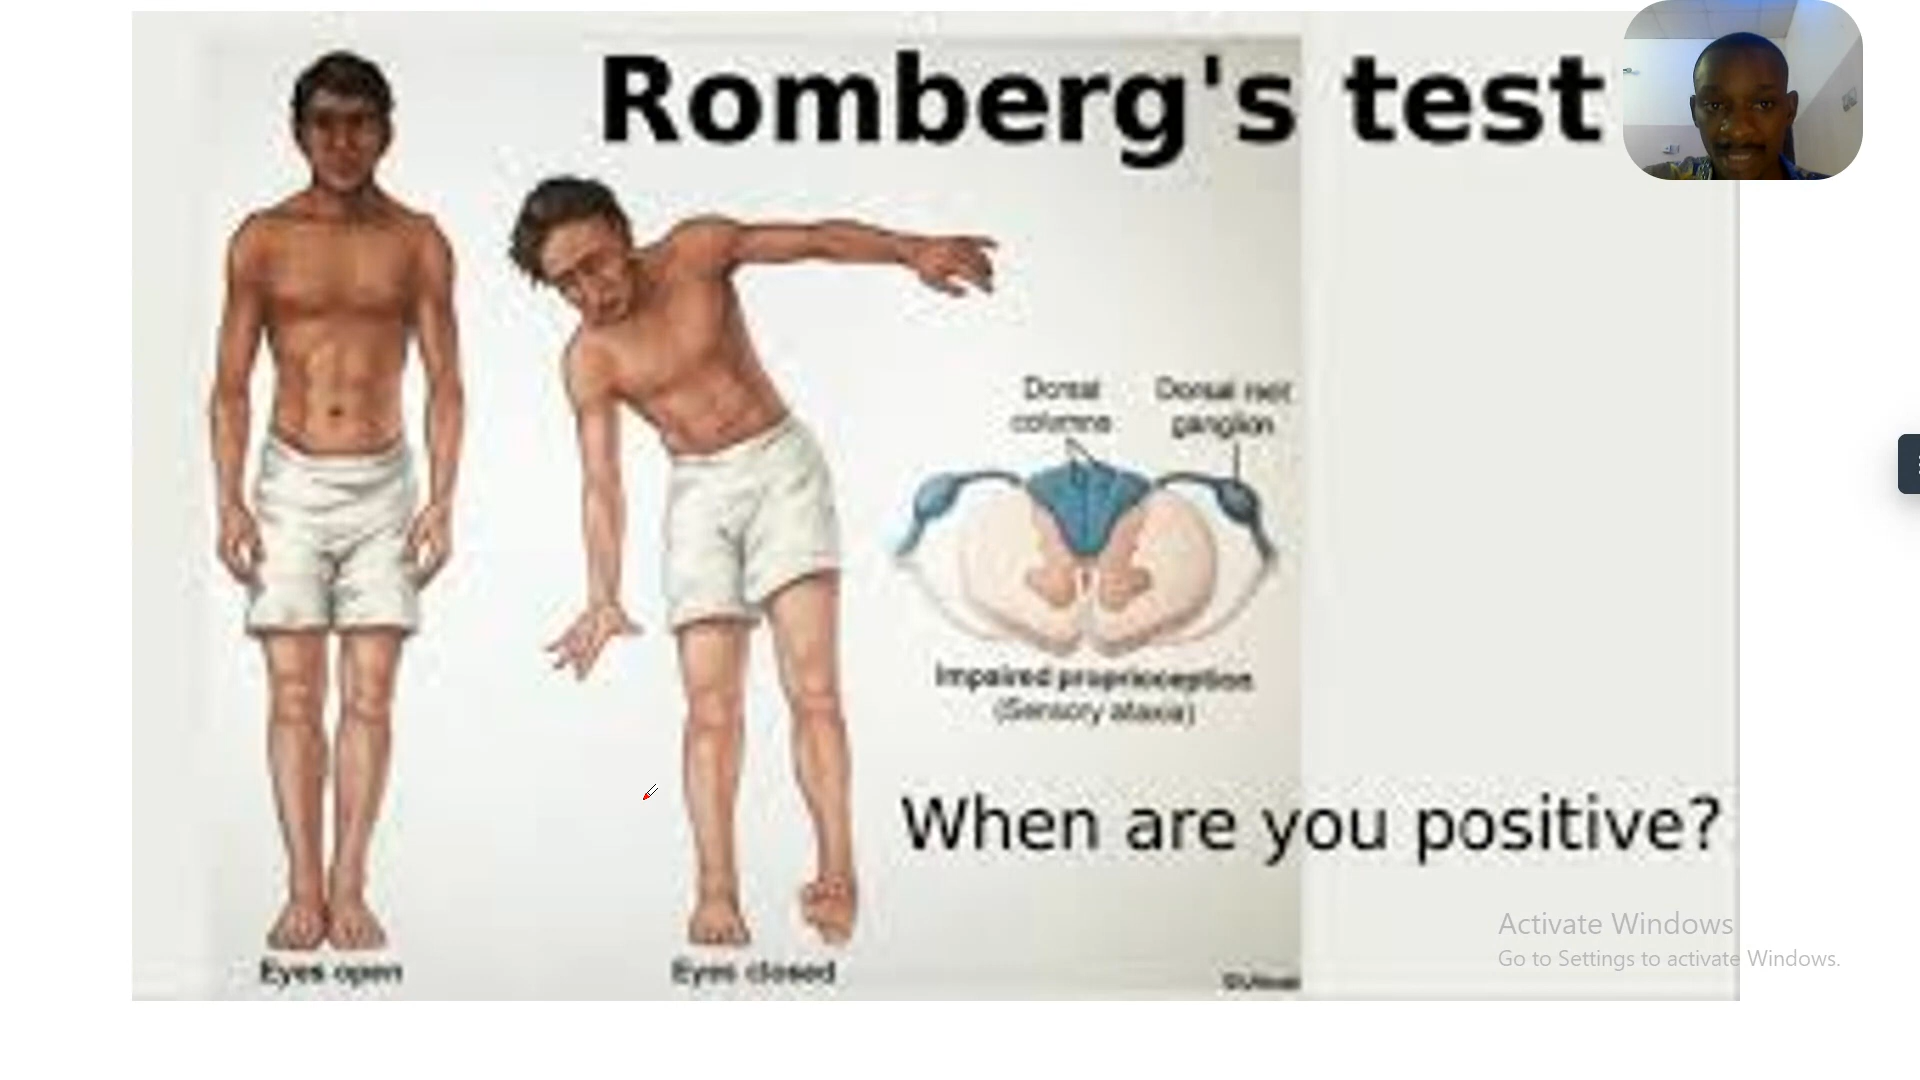 Romberg's test
Dorsal
columns
Dorsal root
ganglion
Impaired proprioception
(Sensory ataxia)
When are you positive?
Activate Windows
Go to Settings to activate Windows.
Eyes open
Eyes closed